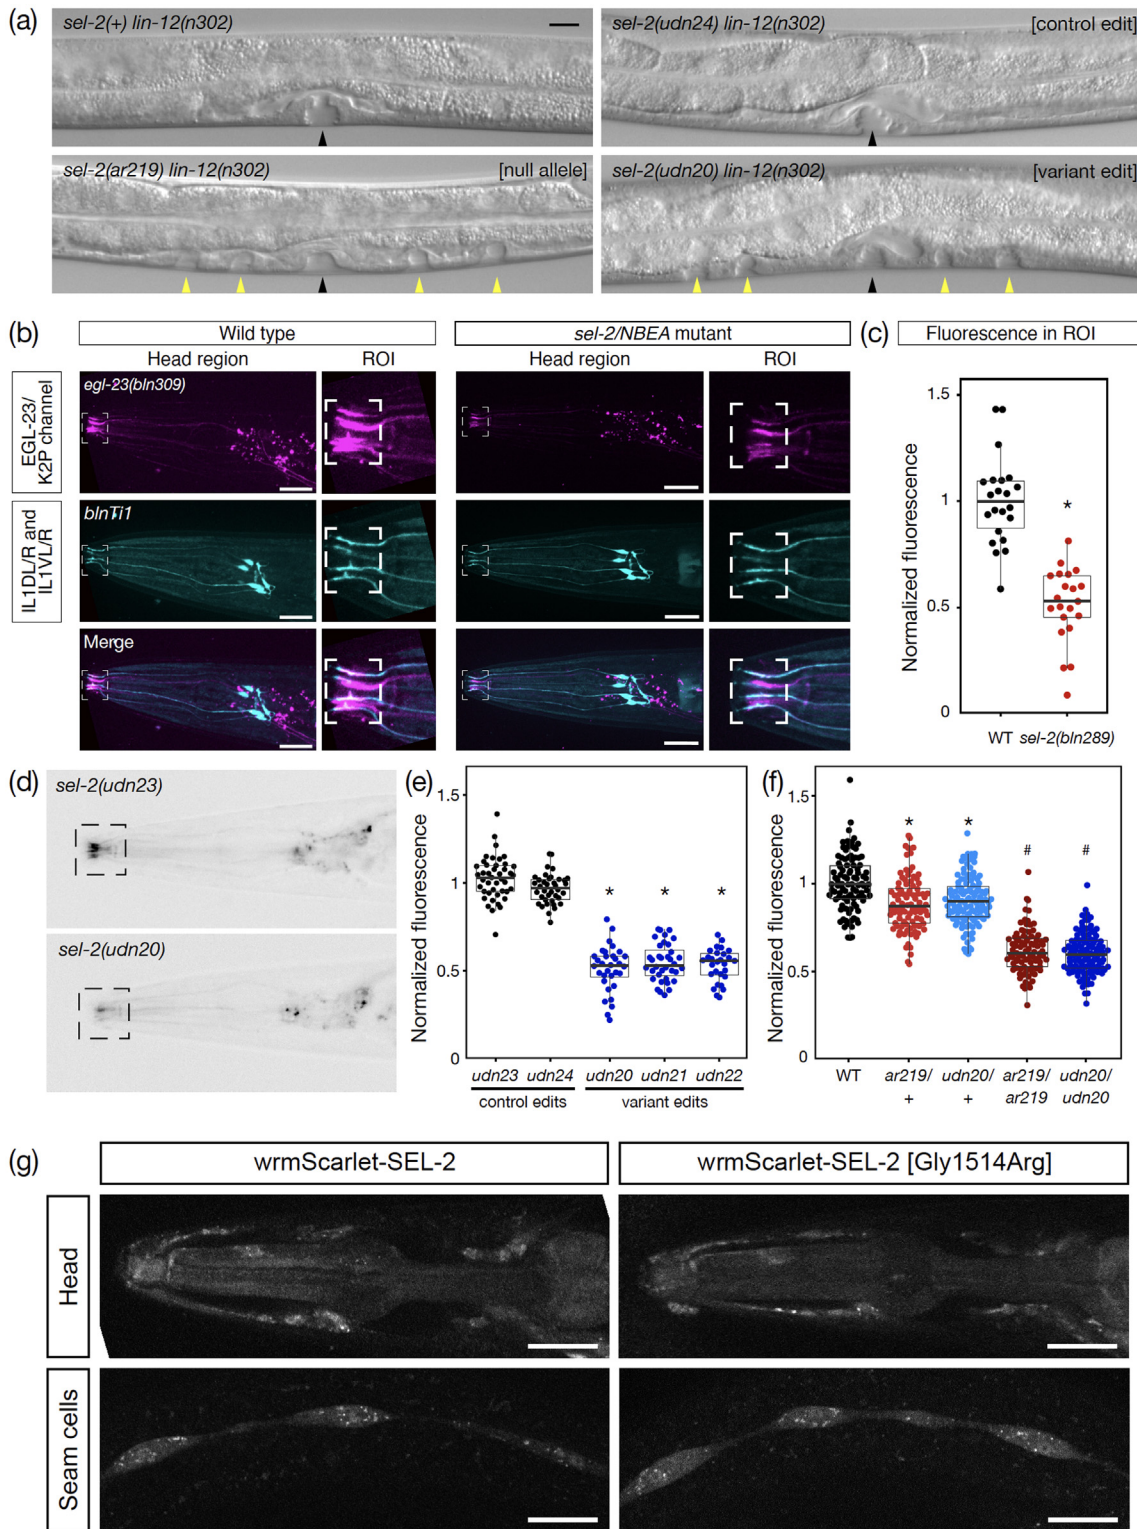 (a)
sel-2(+) lin-12(n302)
sel-2(udn24) lin-12(n302) [control edit]
sel-2(ar219) lin-12(n302) [null allele]
sel-2(udn20) lin-12(n302) [variant edit]
(b)
Wild type
sel-2/NBEA mutant
Head region
ROI
Head region
ROI
EGL-23/
K2P channel
egl-23(bln309)
IL1DL/R and
IL1VL/R
blnTi1
Merge
(c)
Fluorescence in ROI
Normalized fluorescence
1.5
1
0.5
0
*
WT sel-2(bln289)
(d)
sel-2(udn23)
sel-2(udn20)
(e)
Normalized fluorescence
1.5
1
0.5
0
* * *
udn23 udn24 udn20 udn21 udn22
control edits variant edits
(f)
Normalized fluorescence
1.5
1
0.5
0
* * # #
WT ar219/ udn20/ ar219/ udn20/
+ + ar219 udn20
(g)
wrmScarlet-SEL-2
wrmScarlet-SEL-2 [Gly1514Arg]
Head
Seam cells